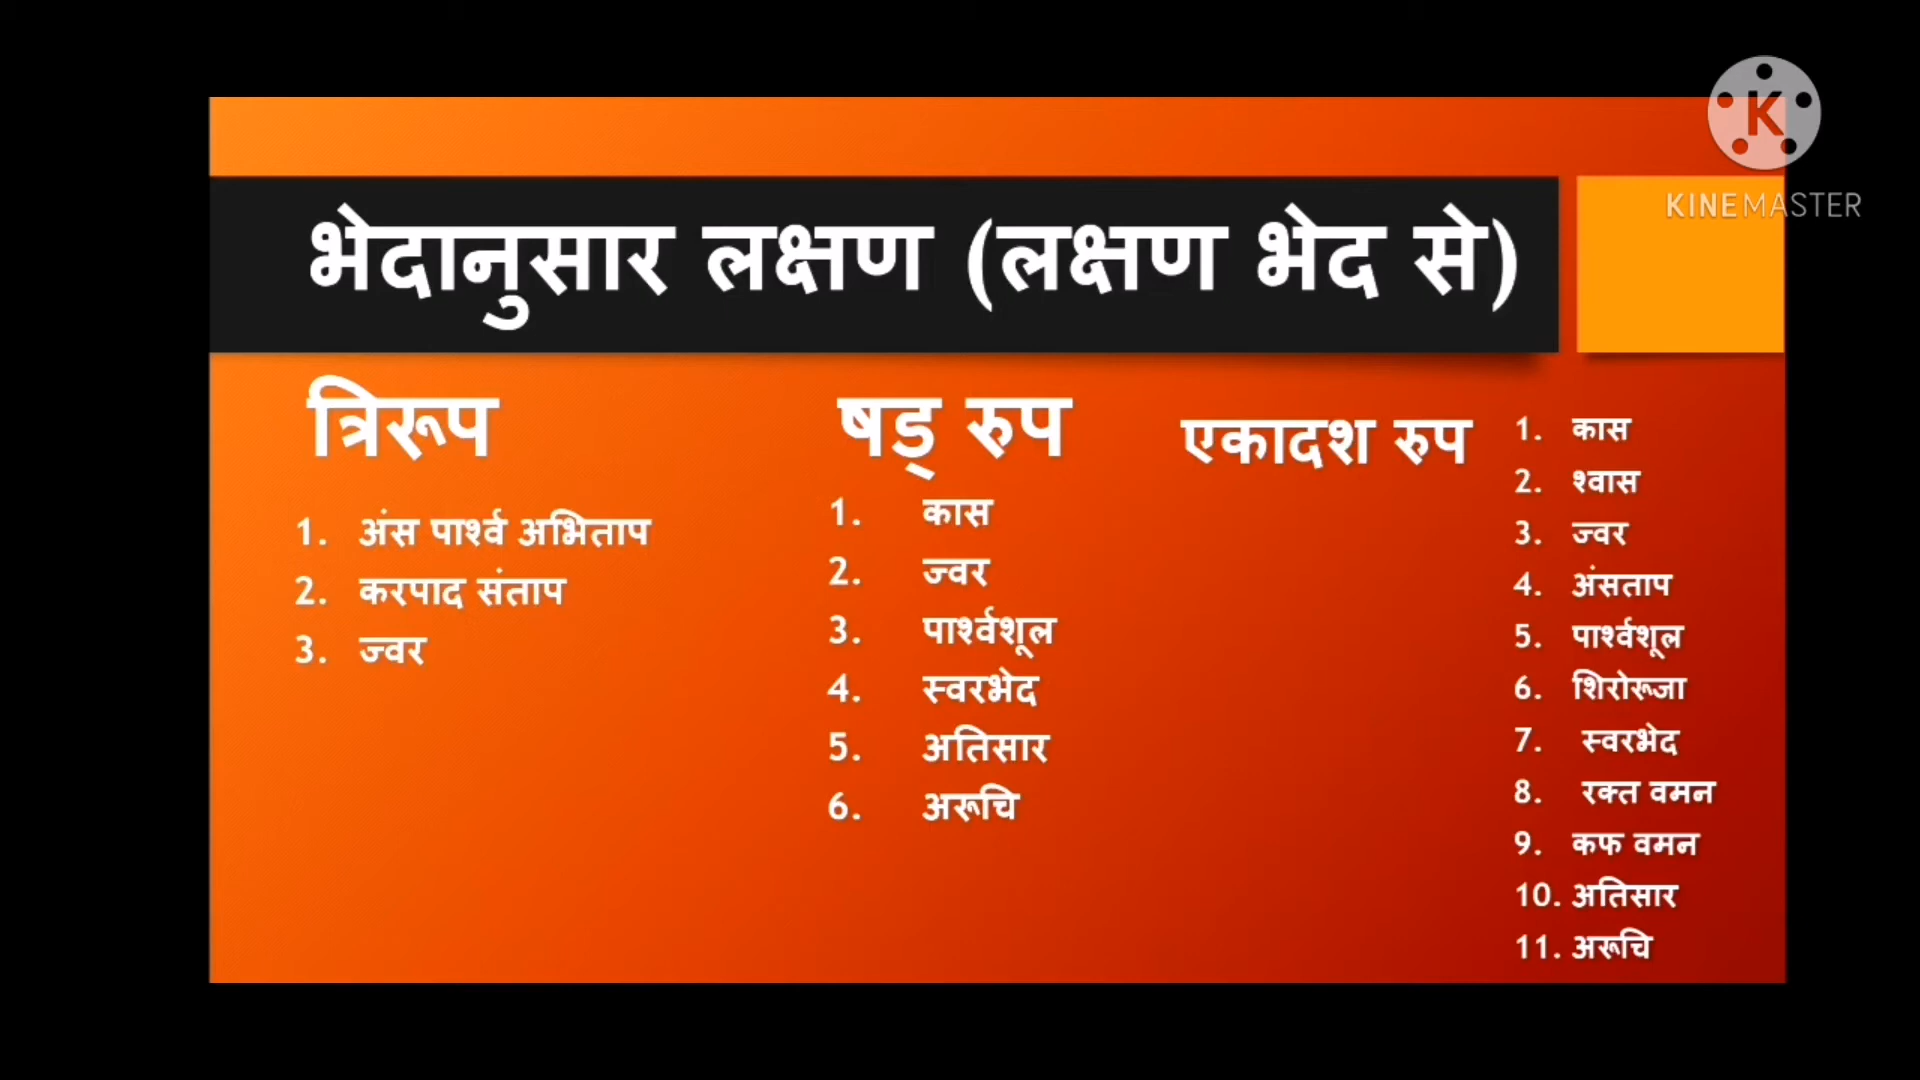 K
KINEMASTER
भेदानुसार लक्षण (लक्षण भेद से)
त्रिरूप
1. अंस पार्श्व अभिताप
2. करपाद संताप
3. ज्वर
षड् रुप
1. कास
2. ज्वर
3. पार्श्वशूल
4. स्वरभेद
5. अतिसार
6. अरूचि
एकादश रुप
1. कास
2. श्वास
3. ज्वर
4. अंसताप
5. पार्श्वशूल
6. शिरोरूजा
7. स्वरभेद
8. रक्त वमन
9. कफ वमन
10. अतिसार
11. अरूचि